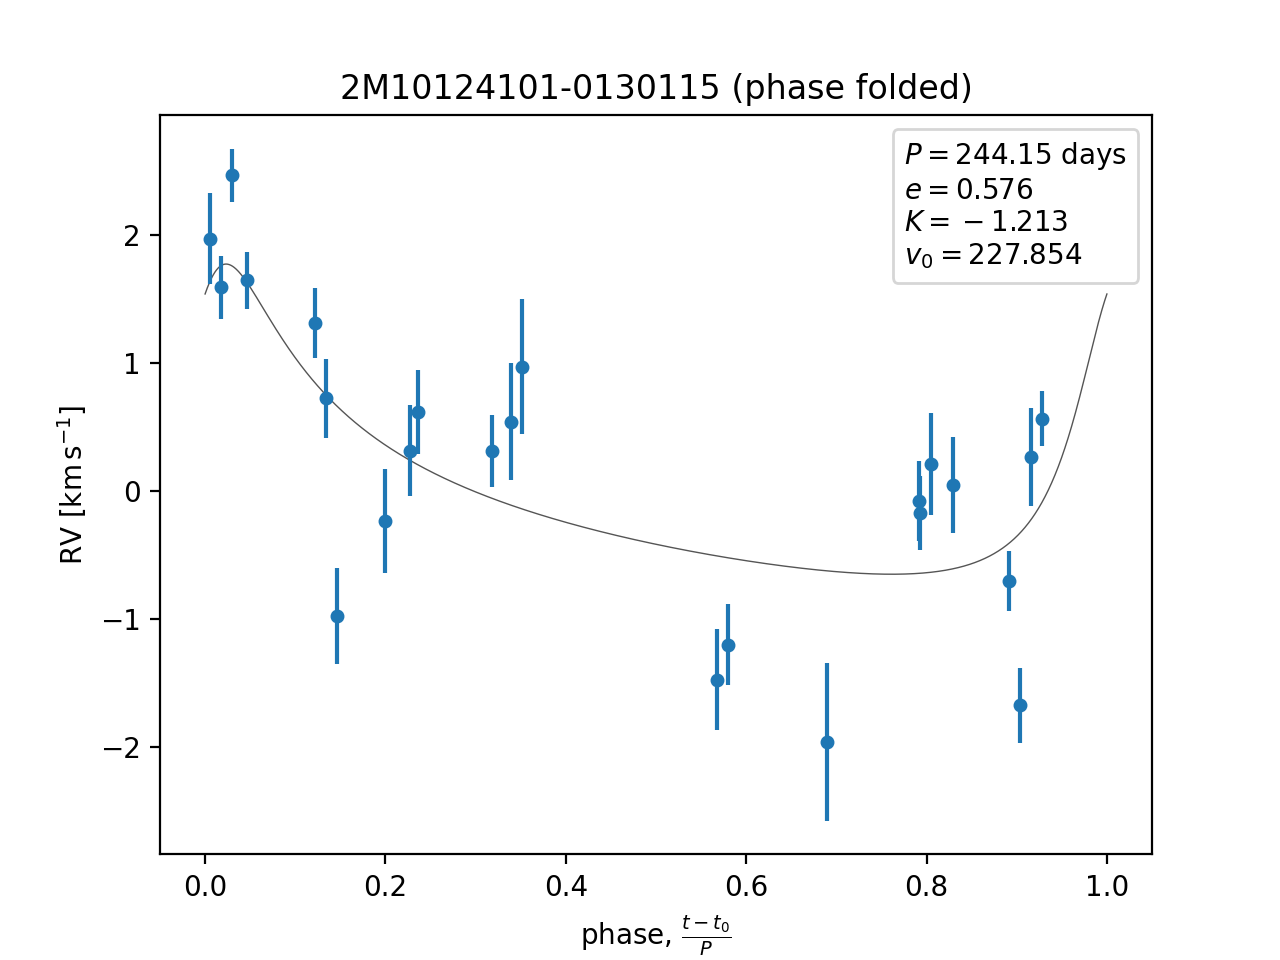 2M10124101-0130115 (phase folded)
P = 244.15 days
e = 0.576
K = −1.213
v₀ = 227.854
2
1
0
−1
−2
RV [km s⁻¹]
0.0 0.2 0.4 0.6 0.8 1.0
phase, (t − t₀)/P